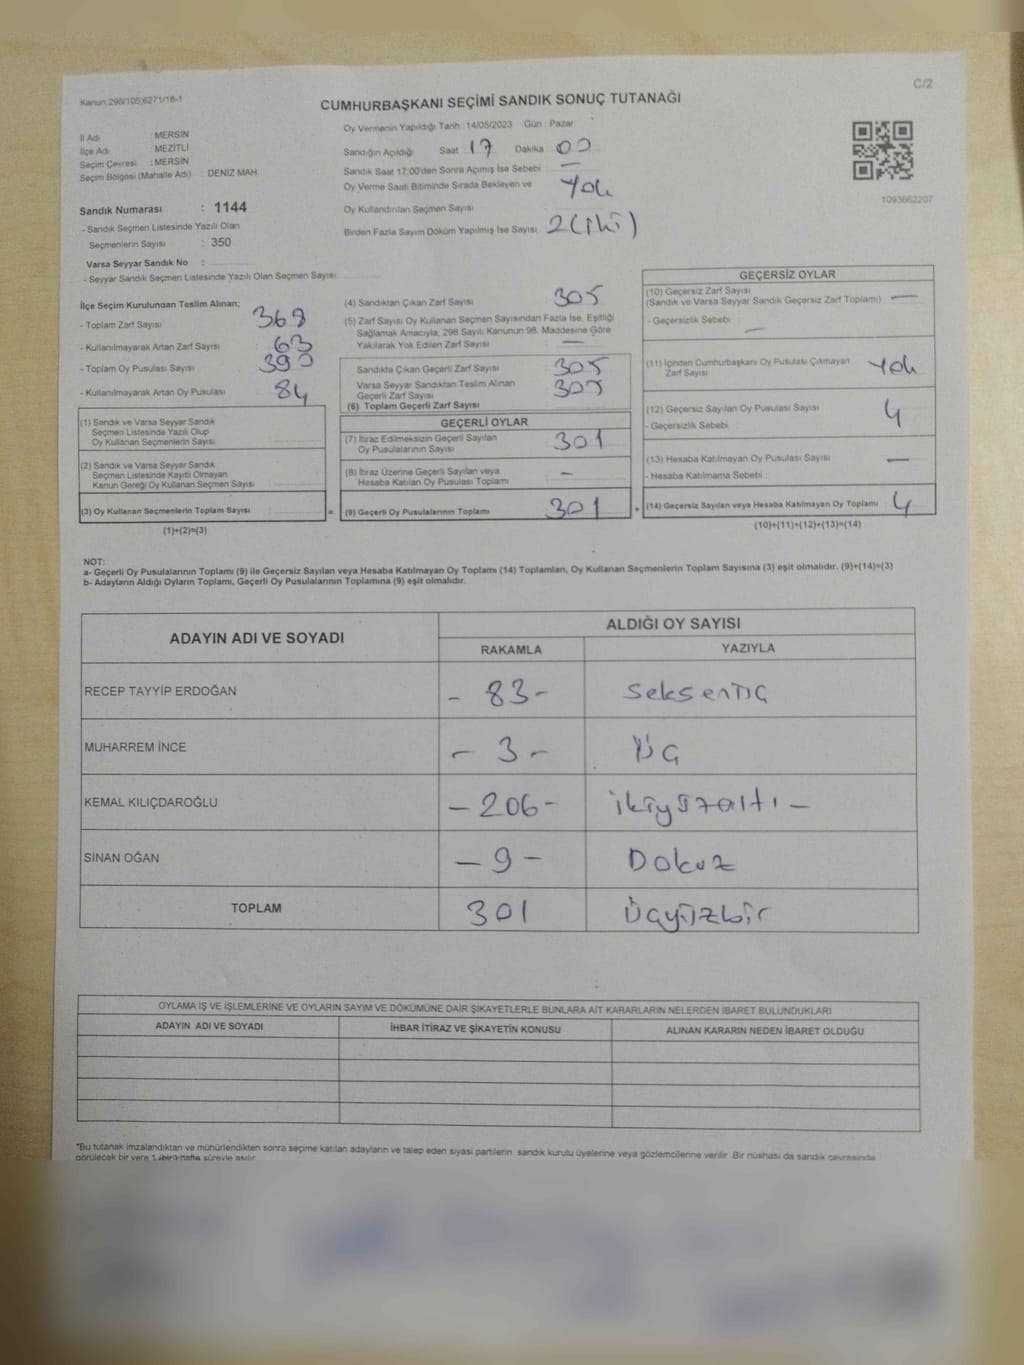 Kanun:298/105;6271/18-1
C/2
CUMHURBAŞKANI SEÇİMİ SANDIK SONUÇ TUTANAĞI
İl Adı MERSİN
İlçe Adı MEZİTLİ
Seçim Çevresi : MERSİN
Seçim Bölgesi (Mahalle Adı) : DENİZ MAH
Sandık Numarası : 1144
- Sandık Seçmen Listesinde Yazılı Olan
Seçmenlerin Sayısı : 350
Varsa Seyyar Sandık No :
- Seyyar Sandık Seçmen Listesinde Yazılı Olan Seçmen Sayısı
Oy Vermenin Yapıldığı Tarih : 14/05/2023 Gün : Pazar
Sandığın Açıldığı Saat 17 Dakika 00
Sandık Saat 17:00'den Sonra Açımış İse Sebebi —
Oy Verme Saati Bitiminde Sırada Bekleyen ve Yok
Oy Kullandırılan Seçmen Sayısı
Birden Fazla Sayım Döküm Yapılmış İse Sayısı 2(iki)
1093662207
İlçe Seçim Kurulundan Teslim Alınan;
- Toplam Zarf Sayısı 368
- Kullanılmayarak Artan Zarf Sayısı : 63
- Toplam Oy Pusulası Sayısı 390
- Kullanılmayarak Artan Oy Pusulası 84
(1) Sandık ve Varsa Seyyar Sandık
Seçmen Listesinde Yazılı Olup
Oy Kullanan Seçmenlerin Sayısı
(2) Sandık ve Varsa Seyyar Sandık
Seçmen Listesinde Kayıtlı Olmayan
Kanun Gereği Oy Kullanan Seçmen Sayısı
(3) Oy Kullanan Seçmenlerin Toplam Sayısı =
(1)+(2)=(3)
(4) Sandıktan Çıkan Zarf Sayısı 305
(5) Zarf Sayısı Oy Kullanan Seçmen Sayısından Fazla İse, Eşitliği
Sağlamak Amacıyla, 298 Sayılı Kanunun 98. Maddesine Göre
Yakılarak Yok Edilen Zarf Sayısı —
Sandıkta Çıkan Geçerli Zarf Sayısı 305
Varsa Seyyar Sandıktan Teslim Alınan
Geçerli Zarf Sayısı 305
(6) Toplam Geçerli Zarf Sayısı
GEÇERLİ OYLAR
(7) İtiraz Edilmeksizin Geçerli Sayılan
Oy Pusulalarının Sayısı 301
(8) İtiraz Üzerine Geçerli Sayılan veya
Hesaba Katılan Oy Pusulası Toplamı —
(9) Geçerli Oy Pusulalarının Toplamı 301 +
GEÇERSİZ OYLAR
(10) Geçersiz Zarf Sayısı
(Sandık ve Varsa Seyyar Sandık Geçersiz Zarf Toplamı) —
- Geçersizlik Sebebi —
(11) İçinden Cumhurbaşkanı Oy Pusulası Çıkmayan
Zarf Sayısı Yok
(12) Geçersiz Sayılan Oy Pusulası Sayısı 4
- Geçersizlik Sebebi
(13) Hesaba Katılmayan Oy Pusulası Sayısı —
- Hesaba Katılmama Sebebi
(14) Geçersiz Sayılan veya Hesaba Katılmayan Oy Toplamı 4
(10)+(11)+(12)+(13)=(14)
NOT:
a- Geçerli Oy Pusulalarının Toplamı (9) ile Geçersiz Sayılan veya Hesaba Katılmayan Oy Toplamı (14) Toplamları, Oy Kullanan Seçmenlerin Toplam Sayısına (3) eşit olmalıdır. (9)+(14)=(3)
b- Adayların Aldığı Oyların Toplamı, Geçerli Oy Pusulalarının Toplamına (9) eşit olmalıdır.
ADAYIN ADI VE SOYADI ALDIĞI OY SAYISI
RAKAMLA YAZIYLA
RECEP TAYYİP ERDOĞAN - 83 - Seksenüç
MUHARREM İNCE - 3 - Üç
KEMAL KILIÇDAROĞLU - 206 - İkiyüzaltı -
SİNAN OĞAN - 9 - Dokuz
TOPLAM 301 Üçyüzbir
OYLAMA İŞ VE İŞLEMLERİNE VE OYLARIN SAYIM VE DÖKÜMÜNE DAİR ŞİKAYETLERLE BUNLARA AİT KARARLARIN NELERDEN İBARET BULUNDUKLARI
ADAYIN ADI VE SOYADI İHBAR İTİRAZ VE ŞİKAYETİN KONUSU ALINAN KARARIN NEDEN İBARET OLDUĞU
*Bu tutanak imzalandıktan ve mühürlendikten sonra seçime katılan adayların ve talep eden siyasi partilerin sandık kurulu üyelerine veya gözlemcilerine verilir. Bir nüshası da sandık çevresinde
görülecek bir yere 1 (bir) hafta süreyle asılır.